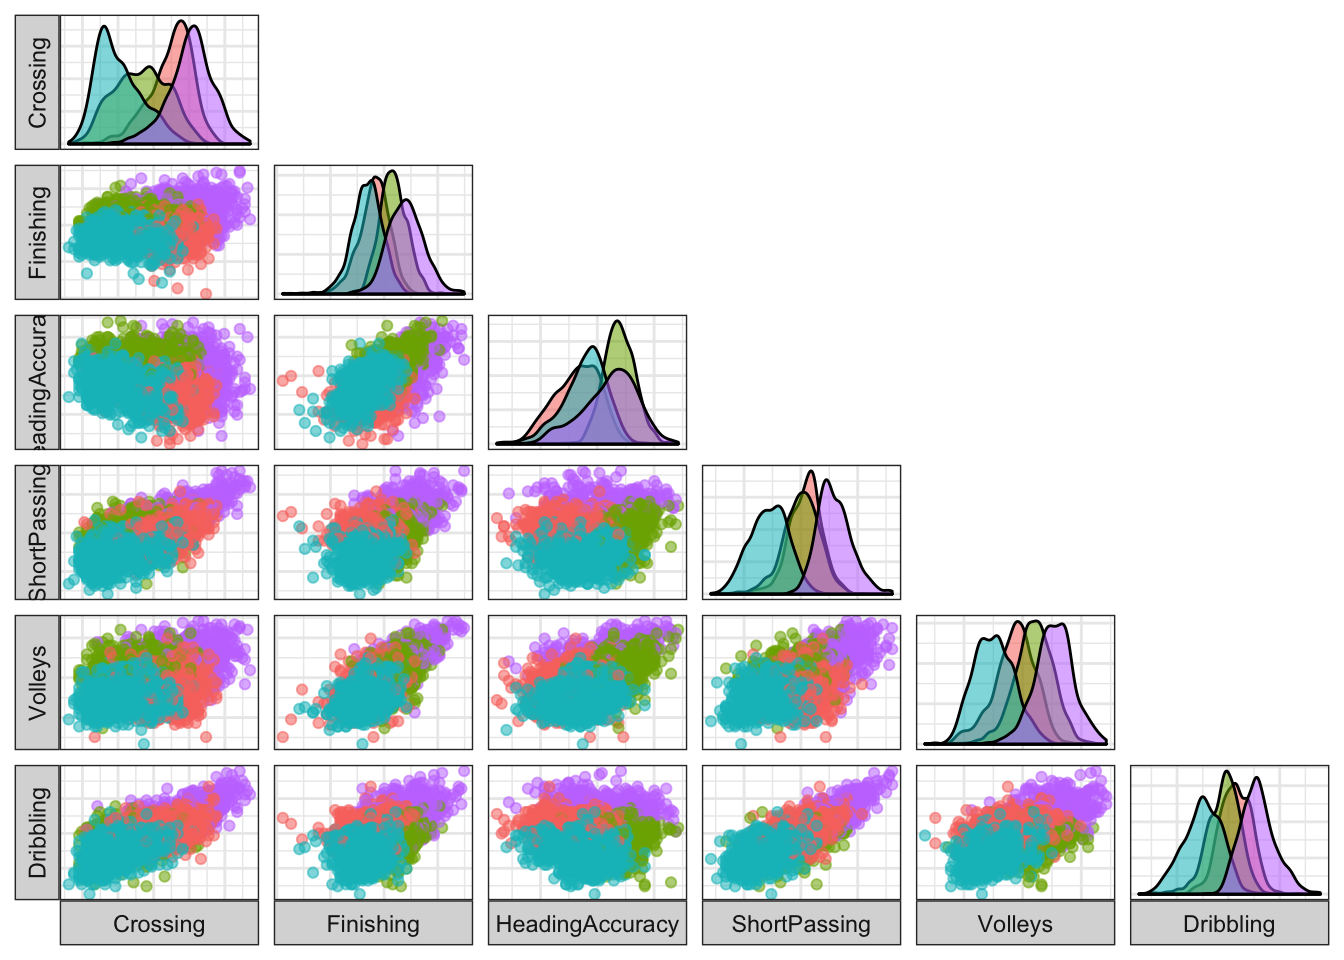 Crossing
Finishing
eadingAccura
ShortPassing
Volleys
Dribbling
Crossing
Finishing
HeadingAccuracy
ShortPassing
Volleys
Dribbling